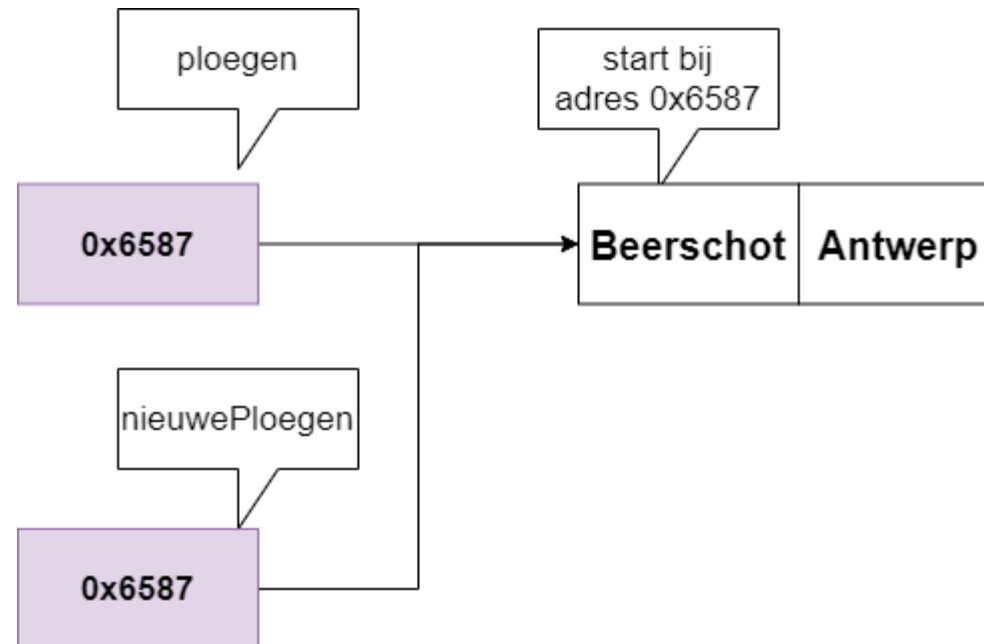 ploegen
start bij
adres 0x6587
0x6587
Beerschot
Antwerp
nieuwePloegen
0x6587